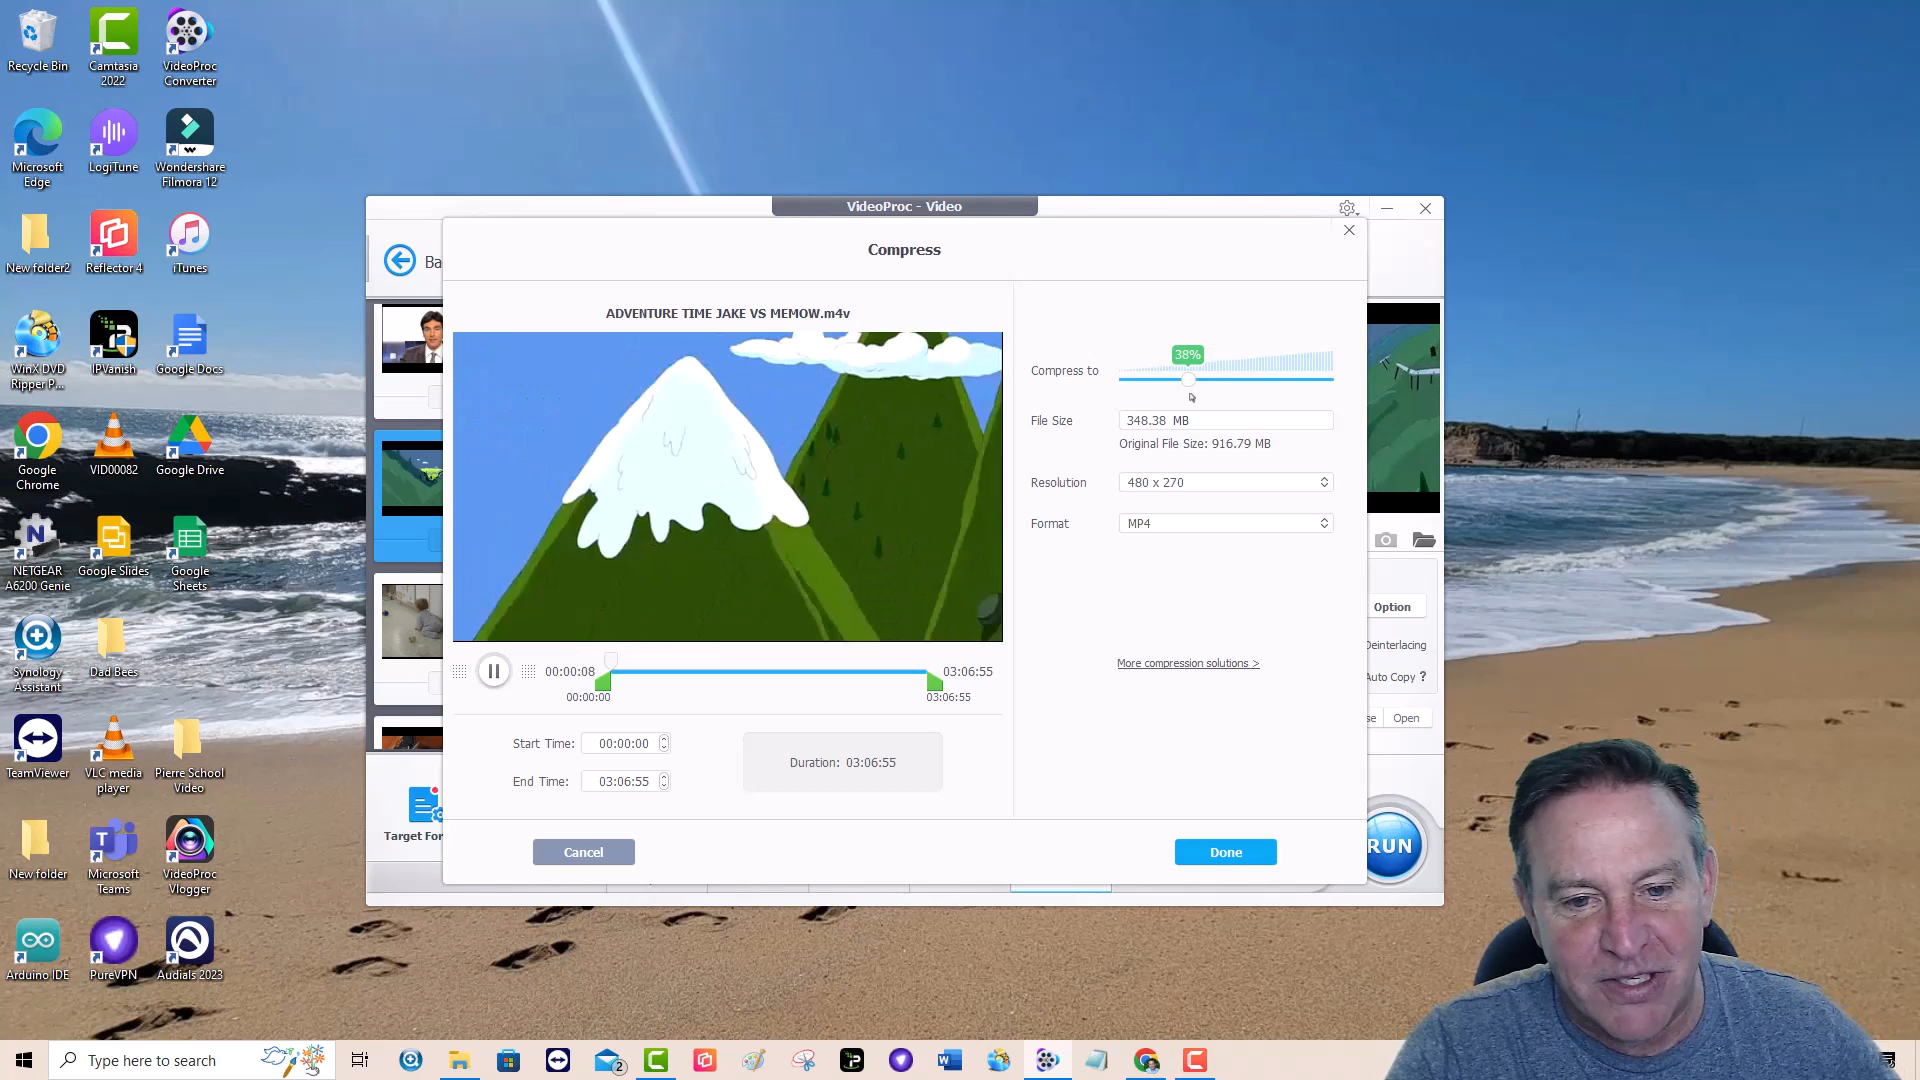 Recycle Bin
Camtasia
2022
VideoProc
Converter
Microsoft
Edge
LogiTune
Wondershare
Filmora 12
New folder2
Reflector 4
iTunes
WinX DVD
Ripper P...
IPVanish
Google Docs
Google
Chrome
VID00082
Google Drive
NETGEAR
A6200 Genie
Google Slides
Google
Sheets
Synology
Assistant
Dad Bees
TeamViewer
VLC media
player
Pierre School
Video
New folder
Microsoft
Teams
VideoProc
Vlogger
Arduino IDE
PureVPN
Audials 2023
VideoProc - Video
Ba
Compress
ADVENTURE TIME JAKE VS MEMOW.m4v
38%
Compress to
File Size
348.38 MB
Original File Size: 916.79 MB
Resolution
480 x 270
Format
MP4
More compression solutions >
00:00:08
03:06:55
00:00:00
03:06:55
Start Time:
00:00:00
End Time:
03:06:55
Duration: 03:06:55
Cancel
Done
Option
Deinterlacing
Auto Copy ?
se
Open
Target For
RUN
Type here to search
2